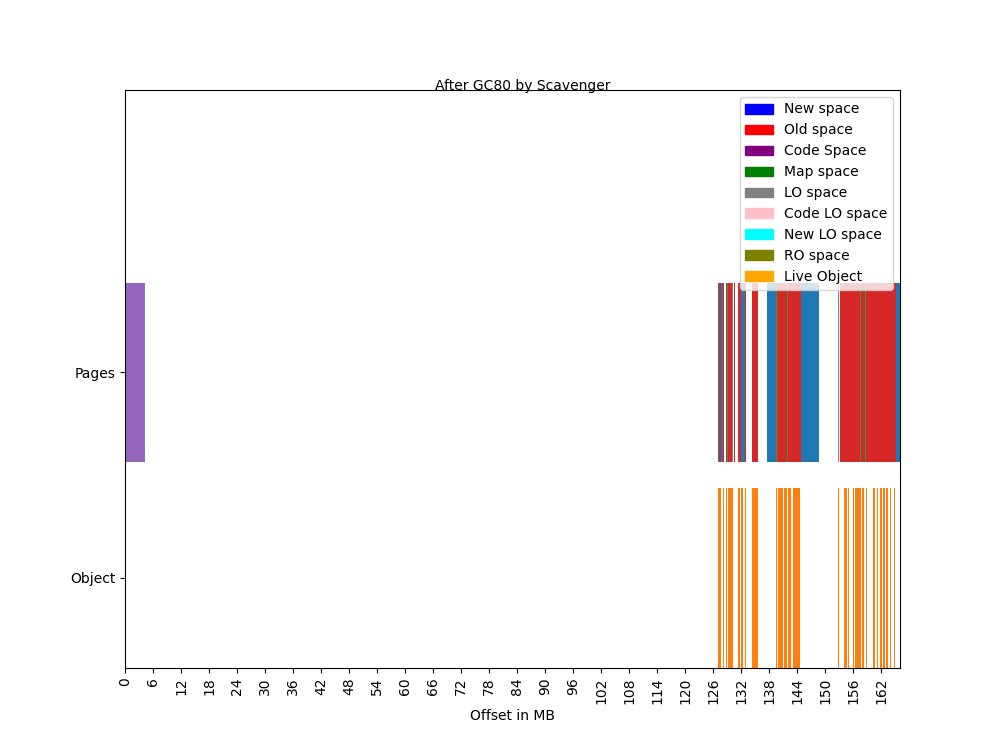 After GC80 by Scavenger
New space
Old space
Code Space
Map space
LO space
Code LO space
New LO space
RO space
Live Object
Pages
Object
0 6 12 18 24 30 36 42 48 54 60 66 72 78 84 90 96 102 108 114 120 126 132 138 144 150 156 162
Offset in MB